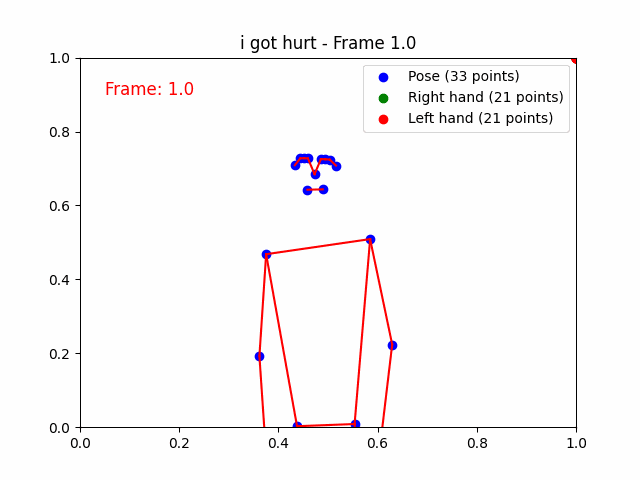 i got hurt - Frame 1.0
Frame: 1.0
Pose (33 points)
Right hand (21 points)
Left hand (21 points)
1.0
0.8
0.6
0.4
0.2
0.0
0.0 0.2 0.4 0.6 0.8 1.0